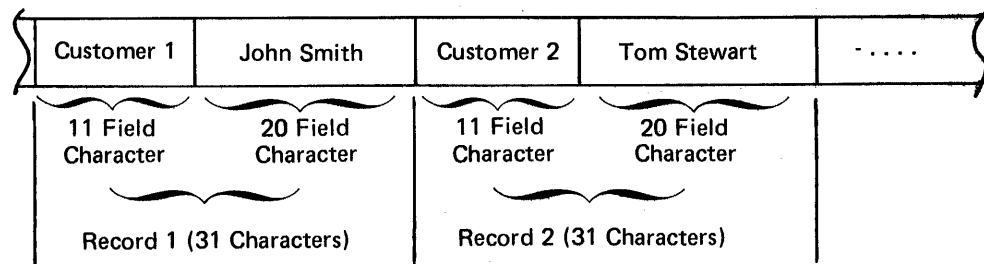 Customer 1 John Smith Customer 2 Tom Stewart -....
11 Field Character 20 Field Character 11 Field Character 20 Field Character
Record 1 (31 Characters) Record 2 (31 Characters)